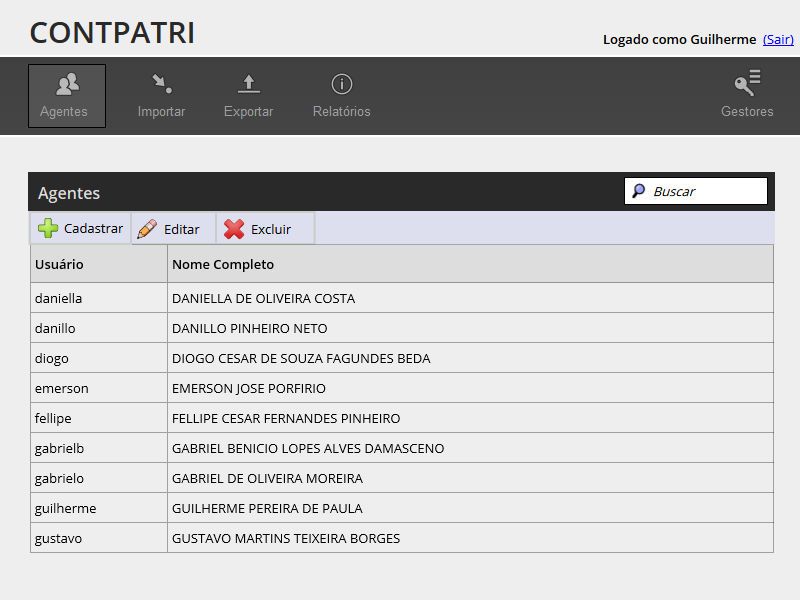 CONTPATRI
Logado como Guilherme (Sair)
Agentes Importar Exportar Relatórios Gestores
Agentes Buscar
Cadastrar Editar Excluir
Usuário Nome Completo
daniella DANIELLA DE OLIVEIRA COSTA
danillo DANILLO PINHEIRO NETO
diogo DIOGO CESAR DE SOUZA FAGUNDES BEDA
emerson EMERSON JOSE PORFIRIO
fellipe FELLIPE CESAR FERNANDES PINHEIRO
gabrielb GABRIEL BENICIO LOPES ALVES DAMASCENO
gabrielo GABRIEL DE OLIVEIRA MOREIRA
guilherme GUILHERME PEREIRA DE PAULA
gustavo GUSTAVO MARTINS TEIXEIRA BORGES